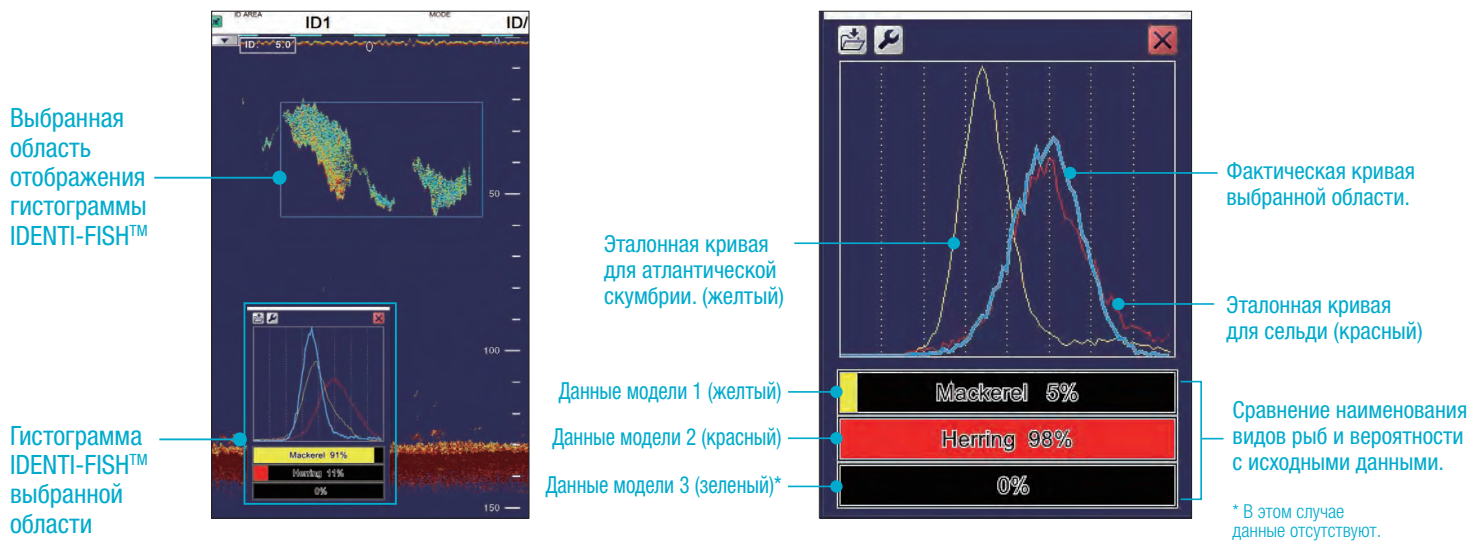 ID AREA
ID1
MODE
ID/
ID: 5.0
0
0
50
100
150
Mackerel 91%
Herring 11%
0%
Выбранная
область
отображения
гистограммы
IDENTI-FISH™
Гистограмма
IDENTI-FISH™
выбранной
области
Эталонная кривая
для атлантической
скумбрии. (желтый)
Данные модели 1 (желтый)
Данные модели 2 (красный)
Данные модели 3 (зеленый)*
Mackerel 5%
Herring 98%
0%
Фактическая кривая
выбранной области.
Эталонная кривая
для сельди (красный)
Сравнение наименования
видов рыб и вероятности
с исходными данными.
* В этом случае
данные отсутствуют.